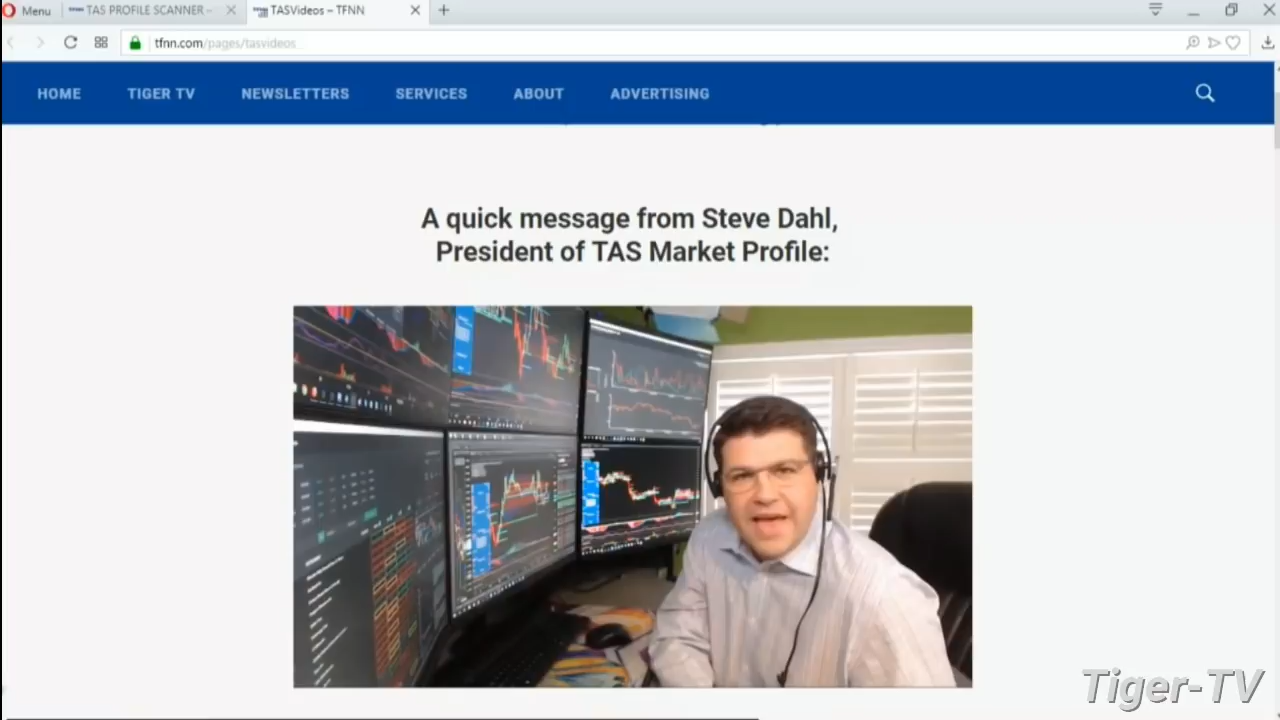 Menu
TAS PROFILE SCANNER –
TASVideos – TFNN
tfnn.com/pages/tasvideos
HOME
TIGER TV
NEWSLETTERS
SERVICES
ABOUT
ADVERTISING
A quick message from Steve Dahl,
President of TAS Market Profile:
Tiger-TV